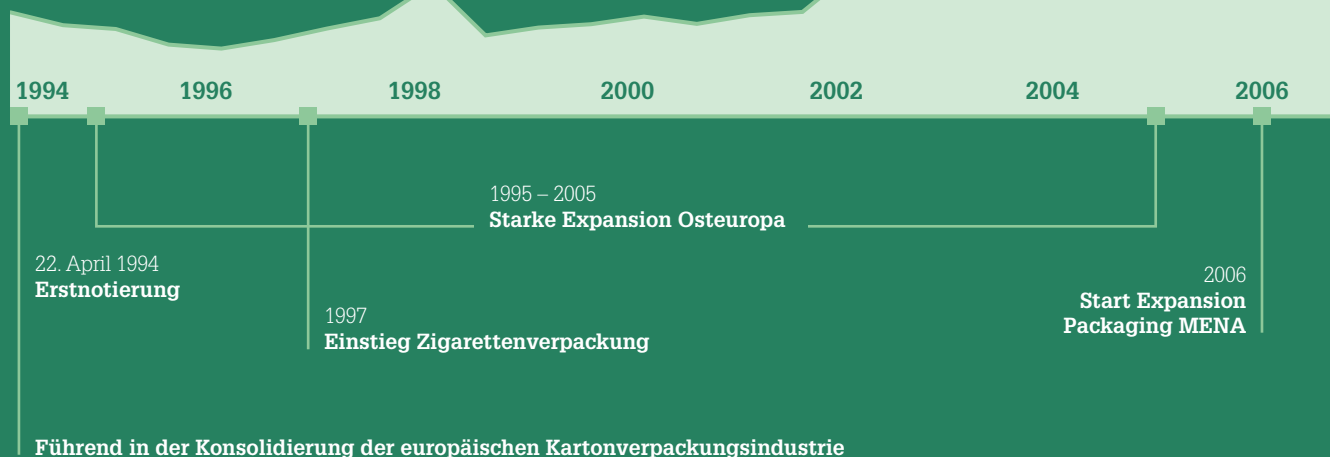 1994 1996 1998 2000 2002 2004 2006
1995 – 2005
Starke Expansion Osteuropa
22. April 1994
Erstnotierung
2006
Start Expansion
Packaging MENA
1997
Einstieg Zigarettenverpackung
Führend in der Konsolidierung der europäischen Kartonverpackungsindustrie